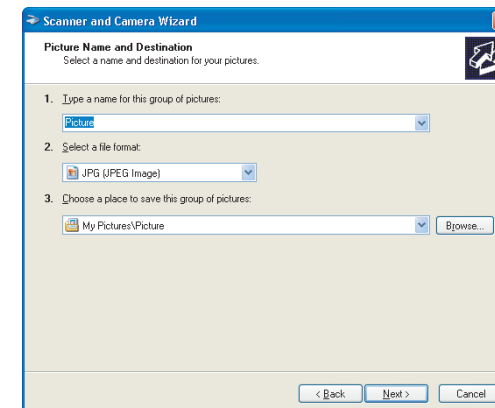 Scanner and Camera Wizard
Picture Name and Destination
Select a name and destination for your pictures.
1. Type a name for this group of pictures:
Picture
2. Select a file format:
JPG (JPEG Image)
3. Choose a place to save this group of pictures:
My Pictures\Picture
Browse...
< Back
Next >
Cancel